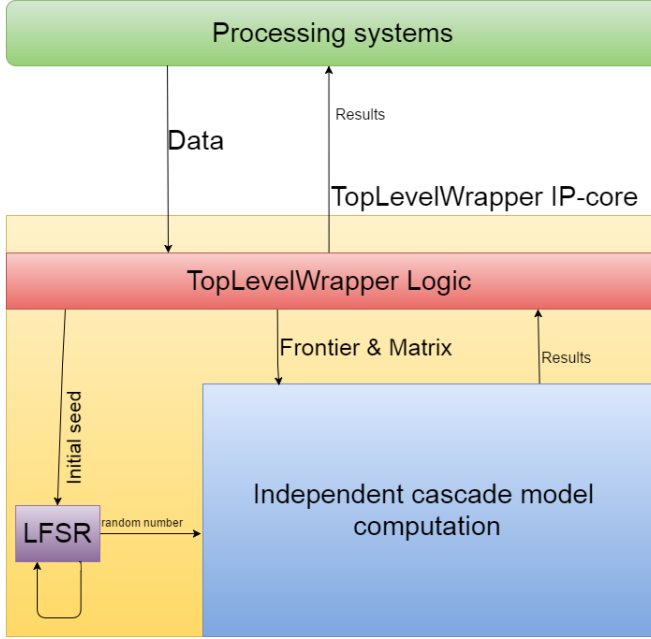 Processing systems
Results
Data
TopLevelWrapper IP-core
TopLevelWrapper Logic
Frontier & Matrix
Results
Initial seed
Independent cascade model
computation
LFSR
random number